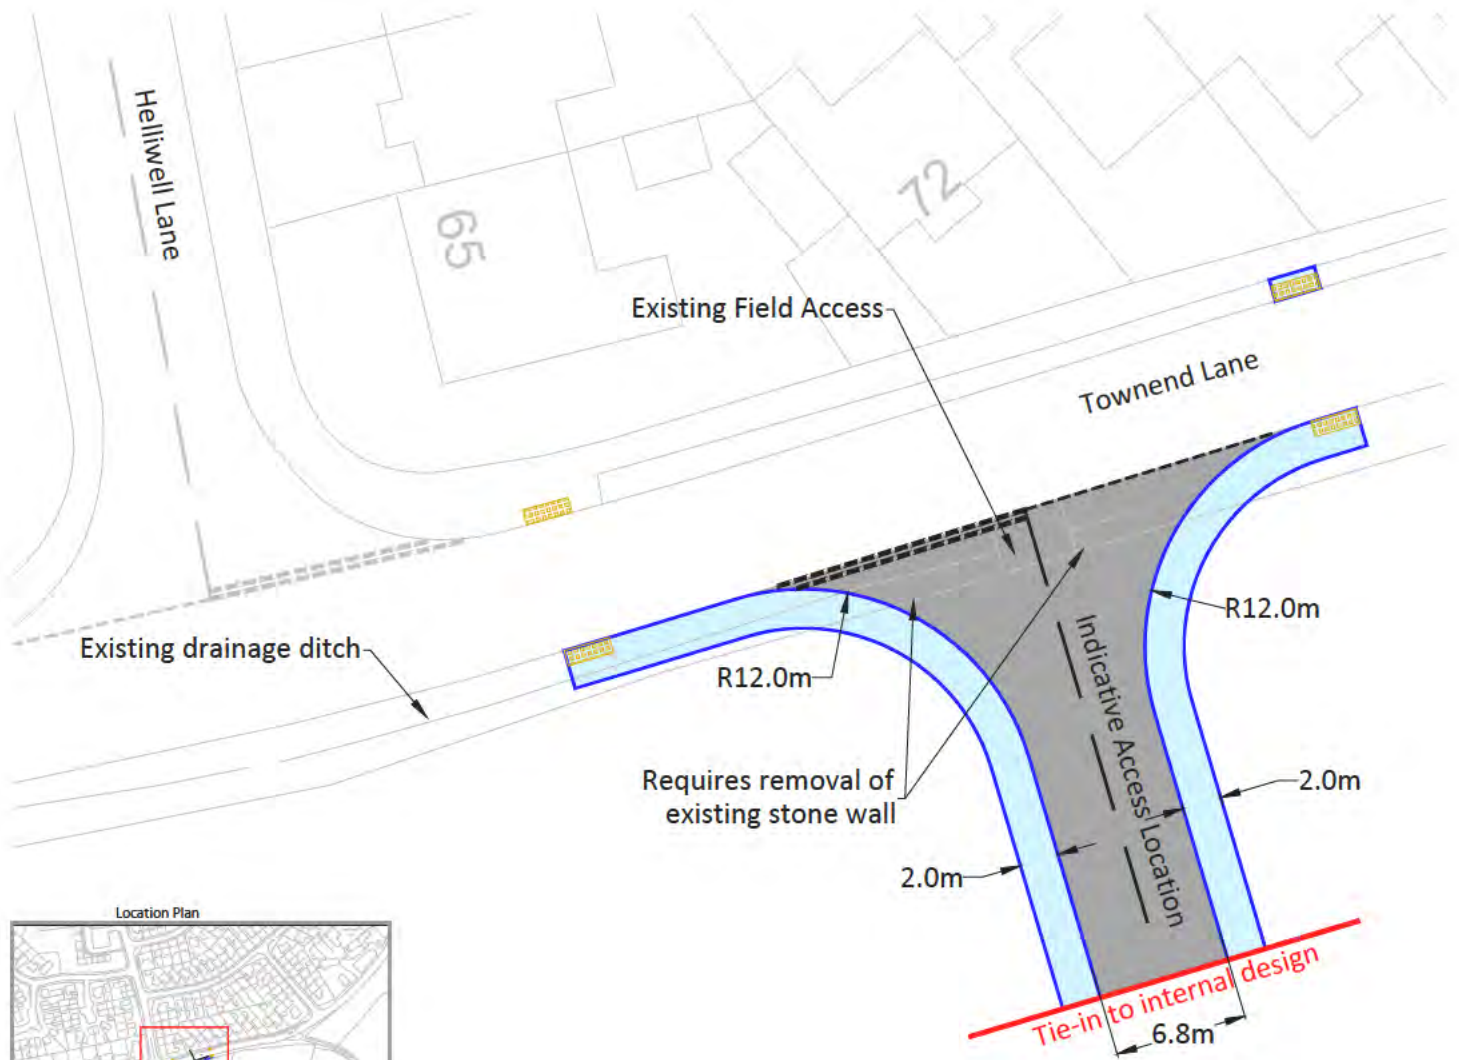 Helliwell Lane
65
72
Existing Field Access
Townend Lane
Existing drainage ditch
R12.0m
R12.0m
Indicative Access Location
Requires removal of
existing stone wall
2.0m
2.0m
Location Plan
Tie-in to internal design
6.8m